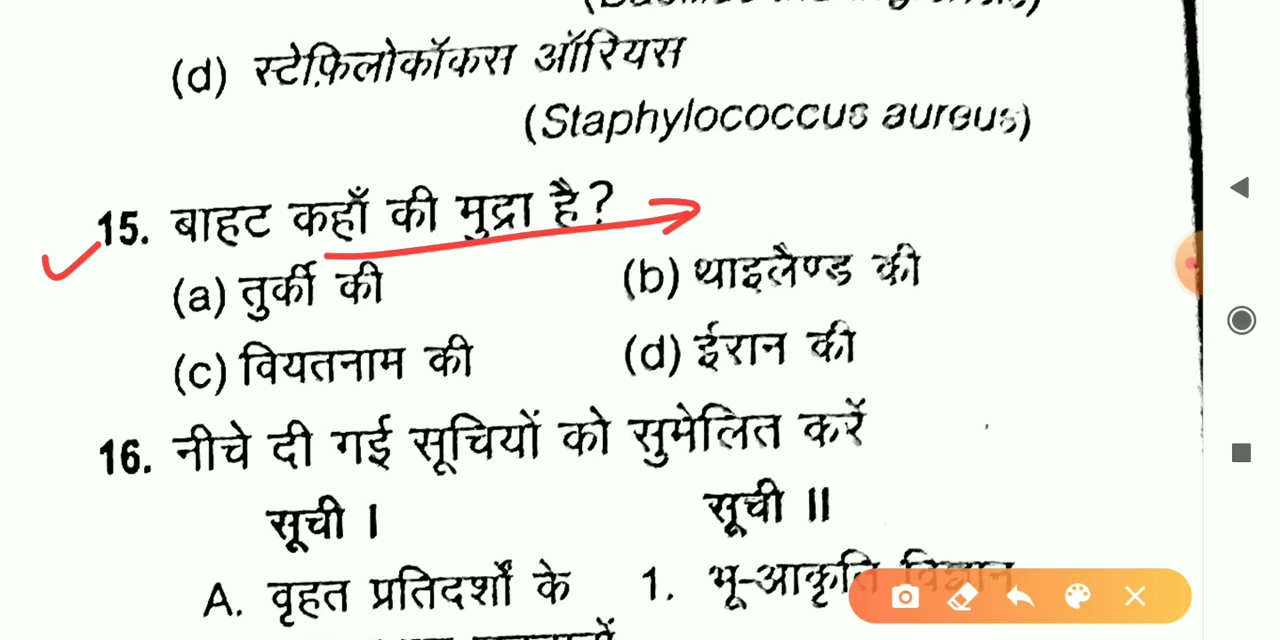 (d) स्टेफ़िलोकॉकस ऑरियस
(Staphylococcus aureus)
15. बाहट कहाँ की मुद्रा है?
(a) तुर्की की (b) थाइलैण्ड की
(c) वियतनाम की (d) ईरान की
16. नीचे दी गई सूचियों को सुमेलित करें
सूची I सूची II
A. वृहत प्रतिदर्शों के 1. भू-आकृति विज्ञान